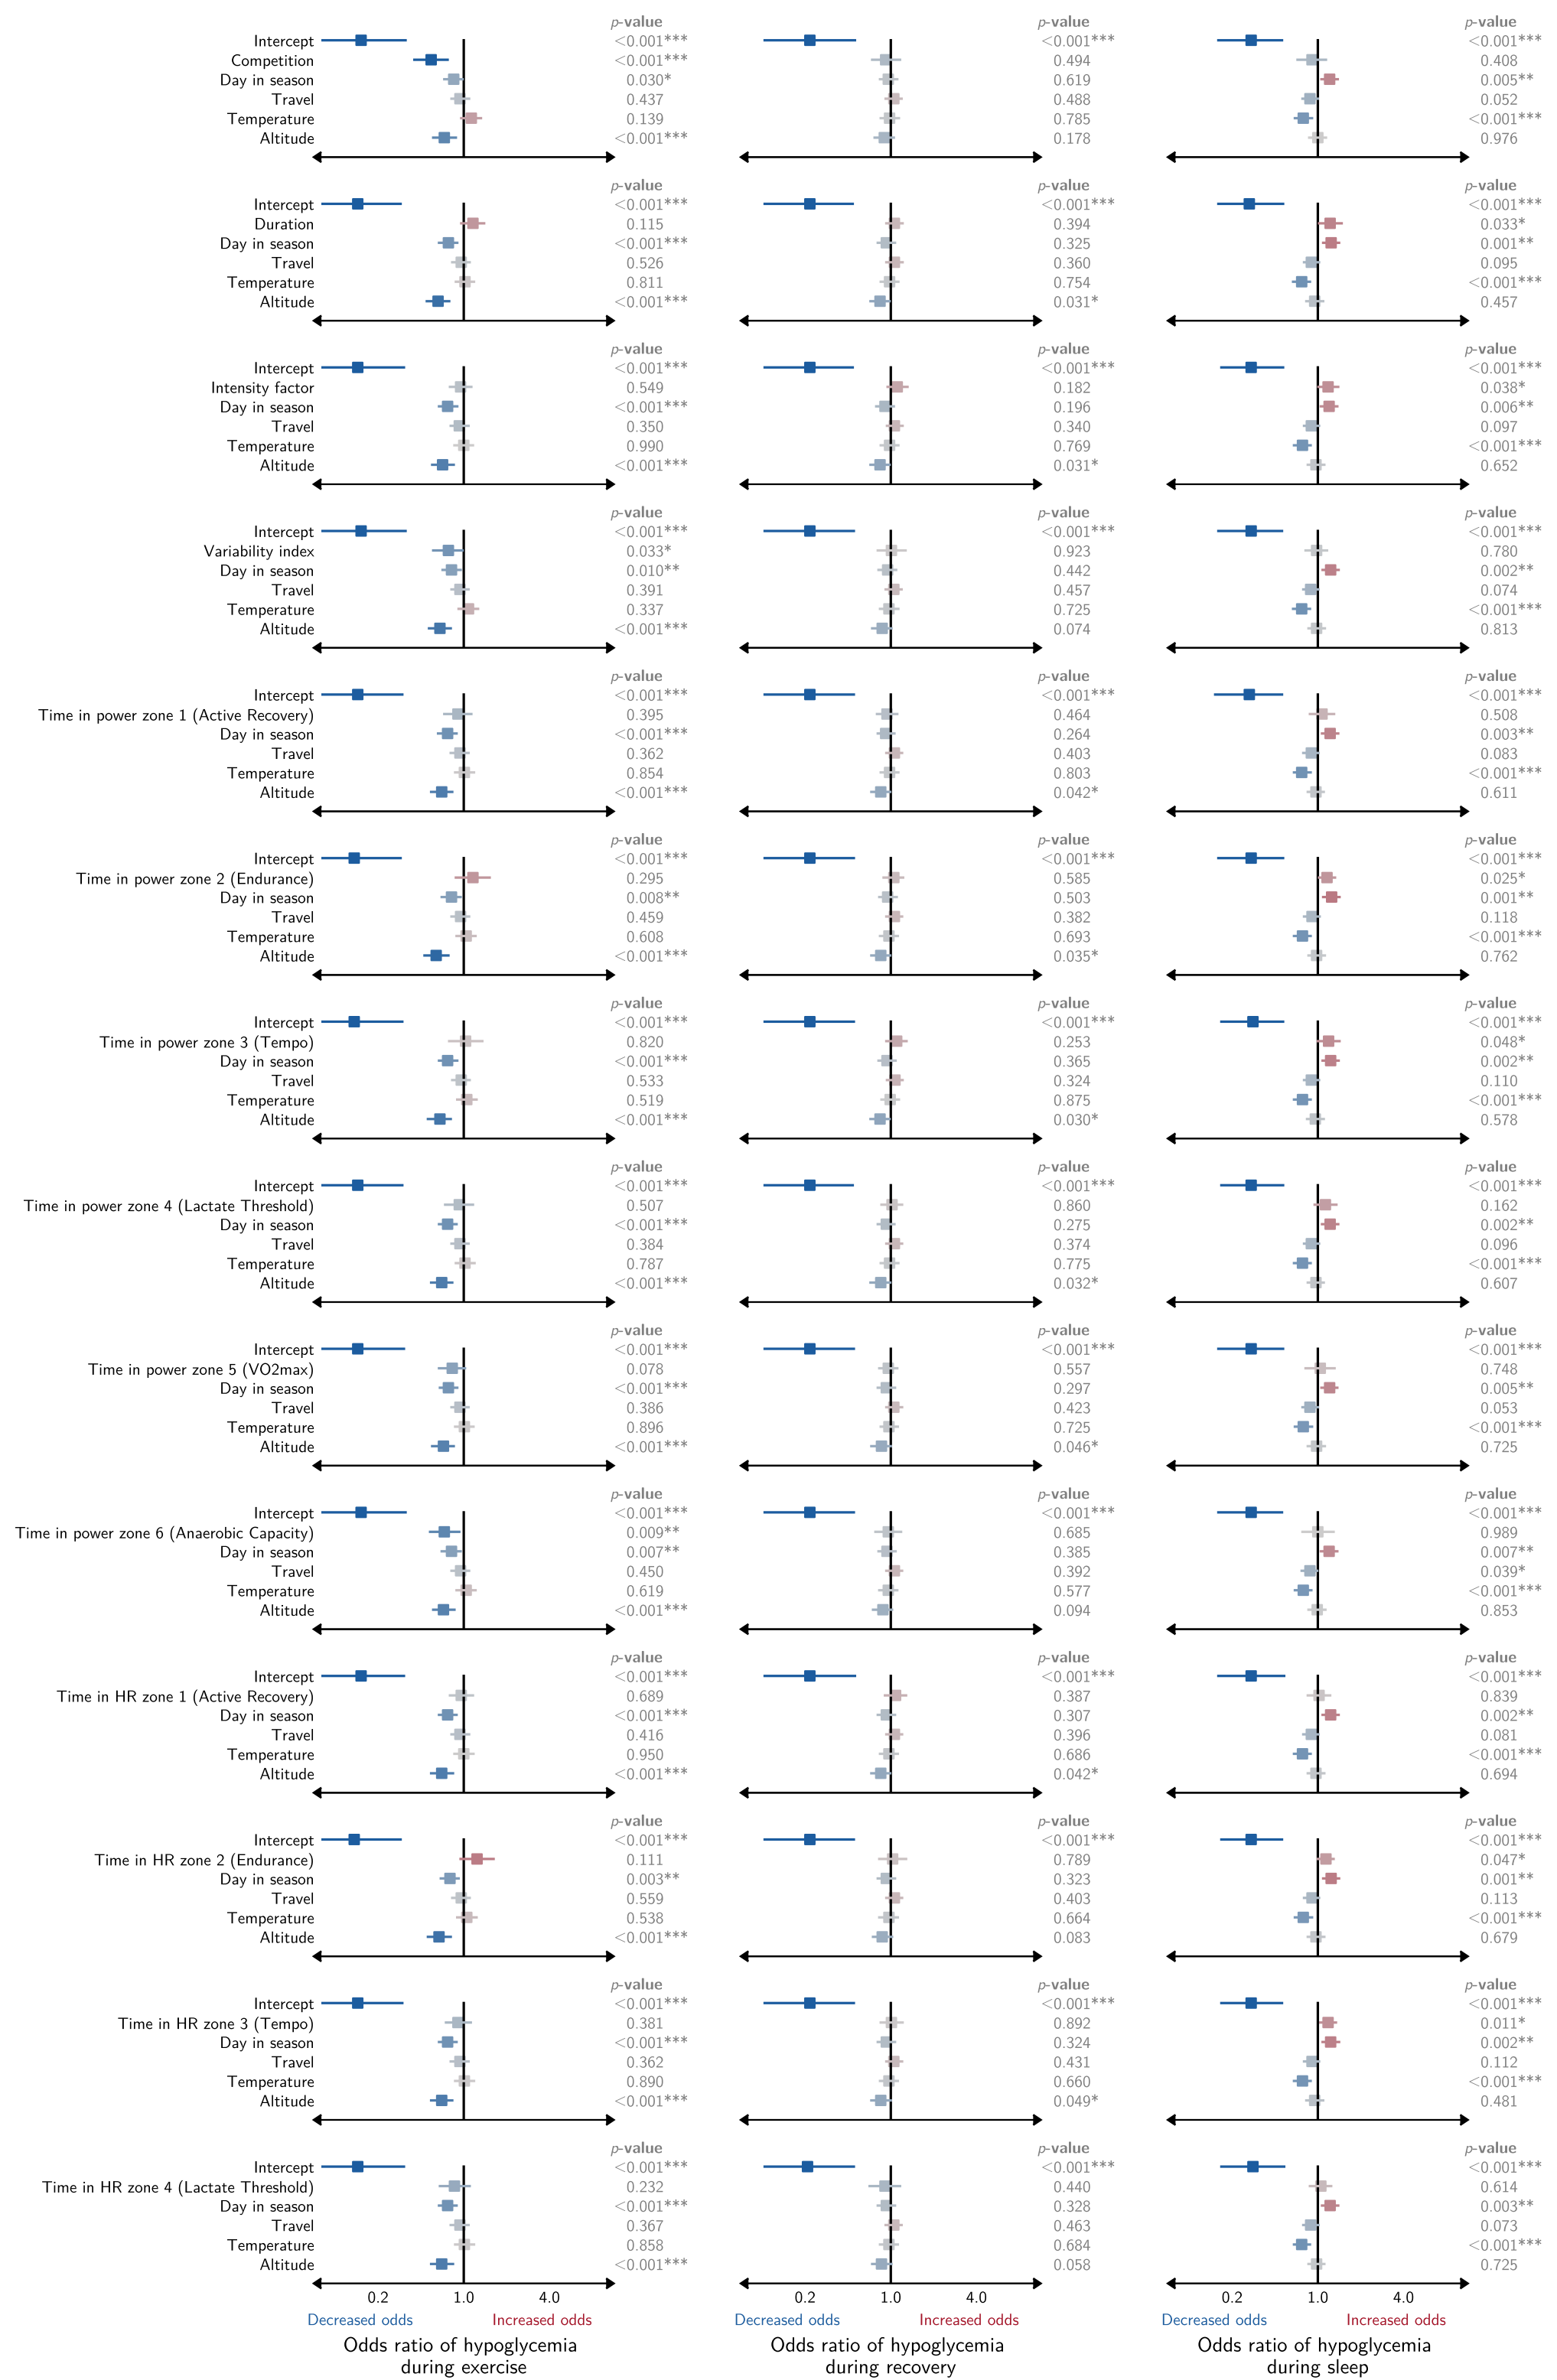 p-value p-value p-value
Intercept <0.001*** <0.001*** <0.001***
Competition <0.001*** 0.494 0.408
Day in season 0.030* 0.619 0.005**
Travel 0.437 0.488 0.052
Temperature 0.139 0.785 <0.001***
Altitude <0.001*** 0.178 0.976
p-value p-value p-value
Intercept <0.001*** <0.001*** <0.001***
Duration 0.115 0.394 0.033*
Day in season <0.001*** 0.325 0.001**
Travel 0.526 0.360 0.095
Temperature 0.811 0.754 <0.001***
Altitude <0.001*** 0.031* 0.457
p-value p-value p-value
Intercept <0.001*** <0.001*** <0.001***
Intensity factor 0.549 0.182 0.038*
Day in season <0.001*** 0.196 0.006**
Travel 0.350 0.340 0.097
Temperature 0.990 0.769 <0.001***
Altitude <0.001*** 0.031* 0.652
p-value p-value p-value
Intercept <0.001*** <0.001*** <0.001***
Variability index 0.033* 0.923 0.780
Day in season 0.010** 0.442 0.002**
Travel 0.391 0.457 0.074
Temperature 0.337 0.725 <0.001***
Altitude <0.001*** 0.074 0.813
p-value p-value p-value
Intercept <0.001*** <0.001*** <0.001***
Time in power zone 1 (Active Recovery) 0.395 0.464 0.508
Day in season <0.001*** 0.264 0.003**
Travel 0.362 0.403 0.083
Temperature 0.854 0.803 <0.001***
Altitude <0.001*** 0.042* 0.611
p-value p-value p-value
Intercept <0.001*** <0.001*** <0.001***
Time in power zone 2 (Endurance) 0.295 0.585 0.025*
Day in season 0.008** 0.503 0.001**
Travel 0.459 0.382 0.118
Temperature 0.608 0.693 <0.001***
Altitude <0.001*** 0.035* 0.762
p-value p-value p-value
Intercept <0.001*** <0.001*** <0.001***
Time in power zone 3 (Tempo) 0.820 0.253 0.048*
Day in season <0.001*** 0.365 0.002**
Travel 0.533 0.324 0.110
Temperature 0.519 0.875 <0.001***
Altitude <0.001*** 0.030* 0.578
p-value p-value p-value
Intercept <0.001*** <0.001*** <0.001***
Time in power zone 4 (Lactate Threshold) 0.507 0.860 0.162
Day in season <0.001*** 0.275 0.002**
Travel 0.384 0.374 0.096
Temperature 0.787 0.775 <0.001***
Altitude <0.001*** 0.032* 0.607
p-value p-value p-value
Intercept <0.001*** <0.001*** <0.001***
Time in power zone 5 (VO2max) 0.078 0.557 0.748
Day in season <0.001*** 0.297 0.005**
Travel 0.386 0.423 0.053
Temperature 0.896 0.725 <0.001***
Altitude <0.001*** 0.046* 0.725
p-value p-value p-value
Intercept <0.001*** <0.001*** <0.001***
Time in power zone 6 (Anaerobic Capacity) 0.009** 0.685 0.989
Day in season 0.007** 0.385 0.007**
Travel 0.450 0.392 0.039*
Temperature 0.619 0.577 <0.001***
Altitude <0.001*** 0.094 0.853
p-value p-value p-value
Intercept <0.001*** <0.001*** <0.001***
Time in HR zone 1 (Active Recovery) 0.689 0.387 0.839
Day in season <0.001*** 0.307 0.002**
Travel 0.416 0.396 0.081
Temperature 0.950 0.686 <0.001***
Altitude <0.001*** 0.042* 0.694
p-value p-value p-value
Intercept <0.001*** <0.001*** <0.001***
Time in HR zone 2 (Endurance) 0.111 0.789 0.047*
Day in season 0.003** 0.323 0.001**
Travel 0.559 0.403 0.113
Temperature 0.538 0.664 <0.001***
Altitude <0.001*** 0.083 0.679
p-value p-value p-value
Intercept <0.001*** <0.001*** <0.001***
Time in HR zone 3 (Tempo) 0.381 0.892 0.011*
Day in season <0.001*** 0.324 0.002**
Travel 0.362 0.431 0.112
Temperature 0.890 0.660 <0.001***
Altitude <0.001*** 0.049* 0.481
p-value p-value p-value
Intercept <0.001*** <0.001*** <0.001***
Time in HR zone 4 (Lactate Threshold) 0.232 0.440 0.614
Day in season <0.001*** 0.328 0.003**
Travel 0.367 0.463 0.073
Temperature 0.858 0.684 <0.001***
Altitude <0.001*** 0.058 0.725
0.2 1.0 4.0 0.2 1.0 4.0 0.2 1.0 4.0
Decreased odds Increased odds Decreased odds Increased odds Decreased odds Increased odds
Odds ratio of hypoglycemia Odds ratio of hypoglycemia Odds ratio of hypoglycemia
during exercise during recovery during sleep